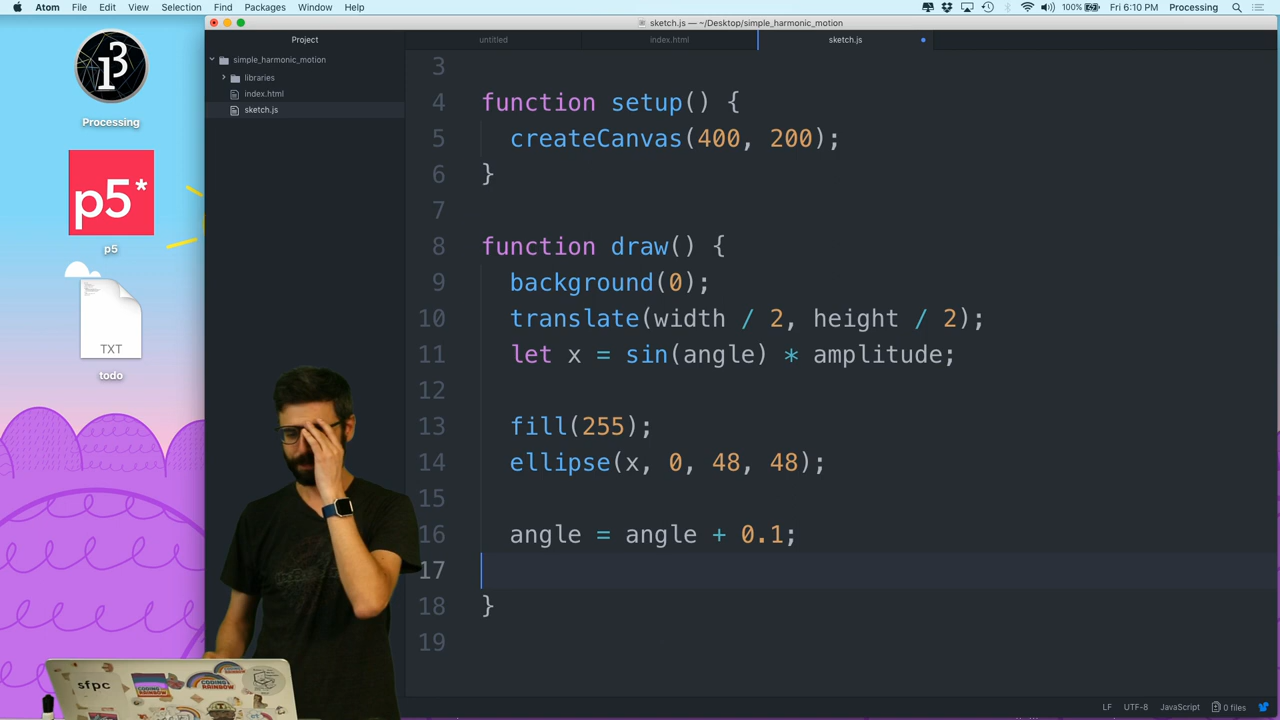 Atom File Edit View Selection Find Packages Window Help 100% Fri 6:10 PM Processing
sketch.js — ~/Desktop/simple_harmonic_motion
Project untitled index.html sketch.js
simple_harmonic_motion
libraries
index.html
sketch.js
Processing
p5*
p5
TXT
todo
3
4 function setup() {
5 createCanvas(400, 200);
6 }
7
8 function draw() {
9 background(0);
10 translate(width / 2, height / 2);
11 let x = sin(angle) * amplitude;
12
13 fill(255);
14 ellipse(x, 0, 48, 48);
15
16 angle = angle + 0.1;
17
18 }
19
sfpc
LF UTF-8 JavaScript 0 files